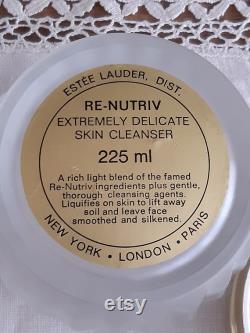 ESTÉE LAUDER, DIST.
RE-NUTRIV
EXTREMELY DELICATE
SKIN CLEANSER
225 ml
A rich light blend of the famed
Re-Nutriv ingredients plus gentle,
thorough cleansing agents.
Liquifies on skin to lift away
soil and leave face
smoothed and silkened.
NEW YORK • LONDON • PARIS
Etsy